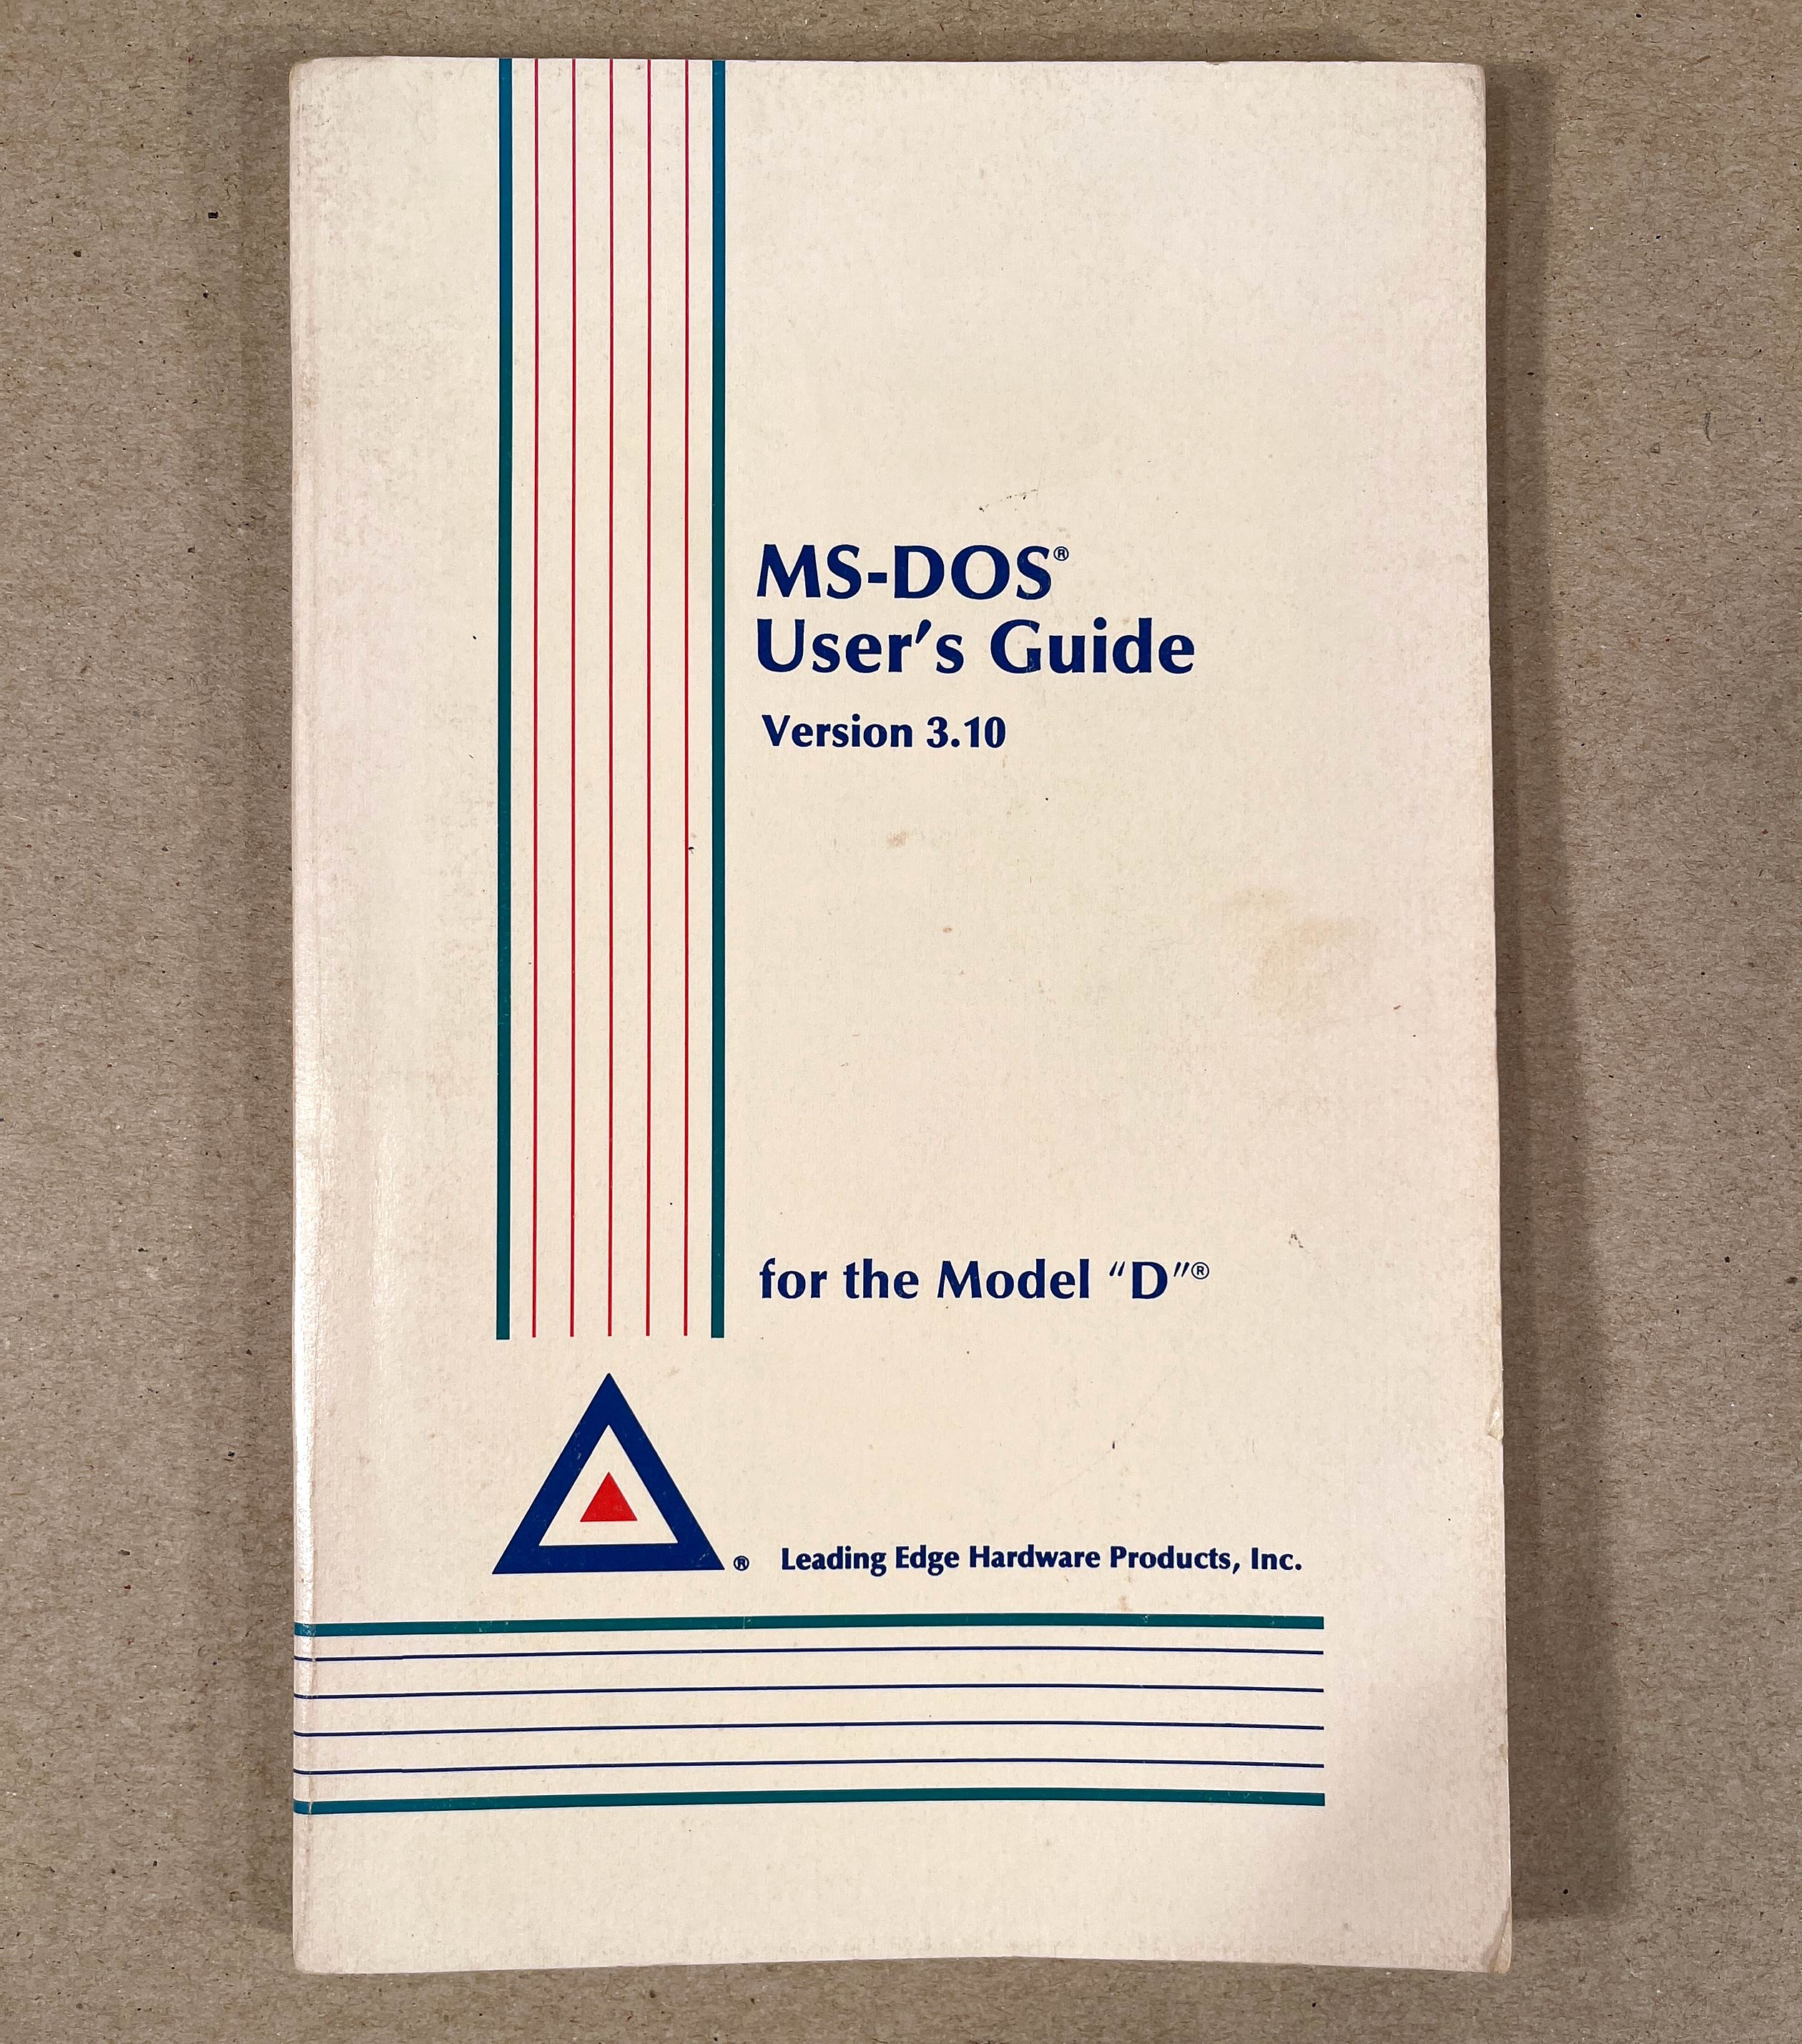 MS-DOS®
User’s Guide
Version 3.10
for the Model “D”®
® Leading Edge Hardware Products, Inc.